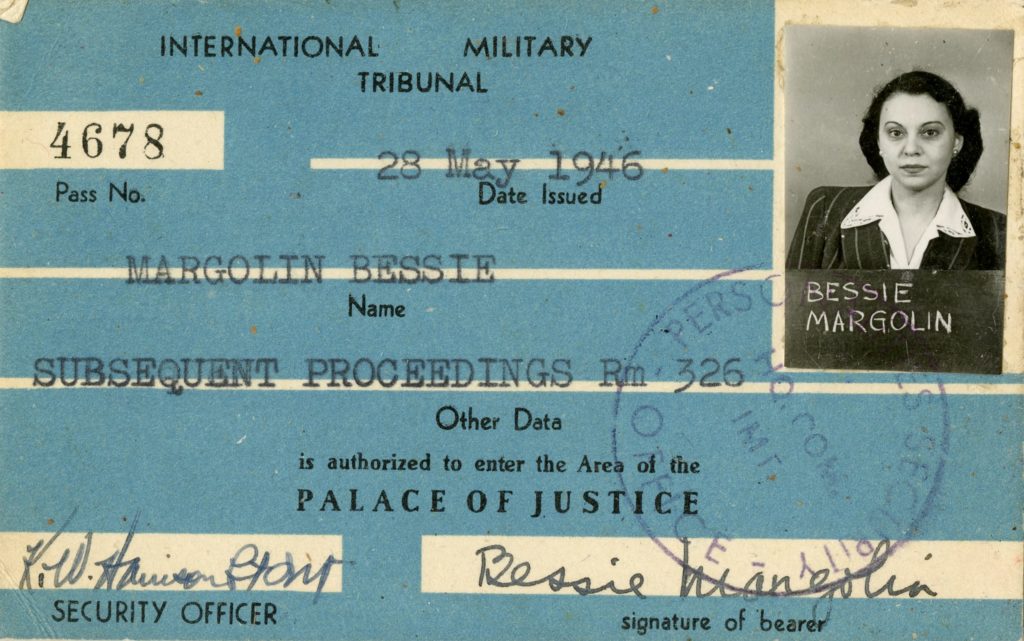 INTERNATIONAL MILITARY
TRIBUNAL
4678
Pass No.
28 May 1946
Date Issued
MARGOLIN BESSIE
Name
BESSIE
MARGOLIN
SUBSEQUENT PROCEEDINGS Rm 326
Other Data
is authorized to enter the Area of the
PALACE OF JUSTICE
K. W.
SECURITY OFFICER
Bessie Margolin
signature of bearer
OFFICE
IMT